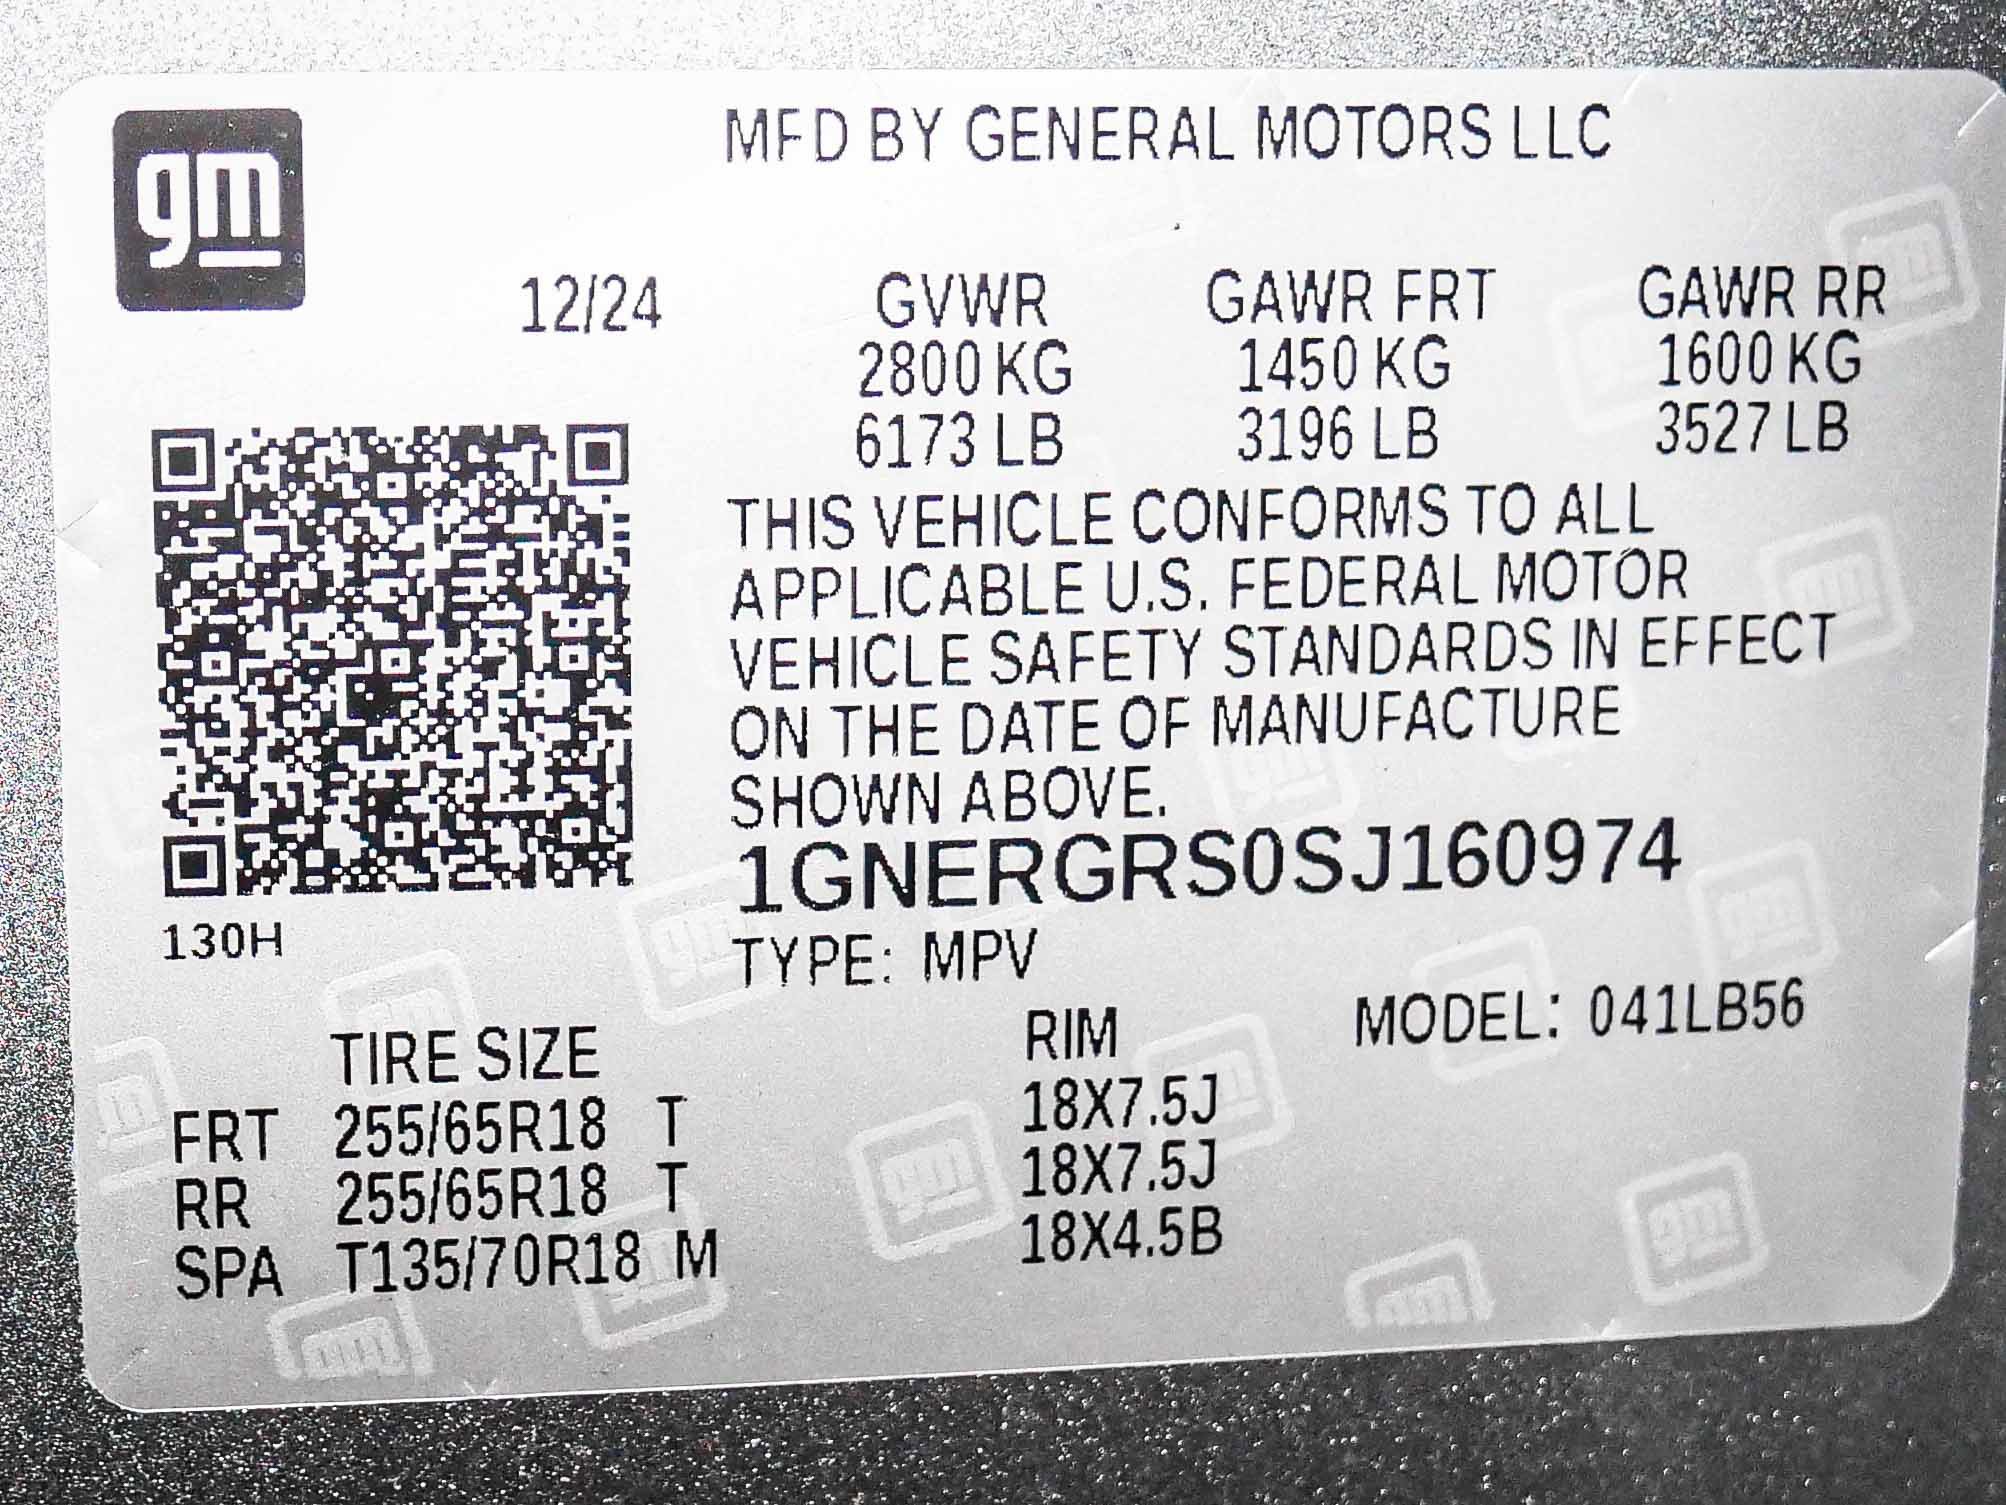 gm
MFD BY GENERAL MOTORS LLC
12/24
GVWR GAWR FRT GAWR RR
2800 KG 1450 KG 1600 KG
6173 LB 3196 LB 3527 LB
THIS VEHICLE CONFORMS TO ALL
APPLICABLE U.S. FEDERAL MOTOR
VEHICLE SAFETY STANDARDS IN EFFECT
ON THE DATE OF MANUFACTURE
SHOWN ABOVE.
1GNERGRS0SJ160974
130H
TYPE: MPV
MODEL: 041LB56
TIRE SIZE RIM
FRT 255/65R18 T 18X7.5J
RR 255/65R18 T 18X7.5J
SPA T135/70R18 M 18X4.5B